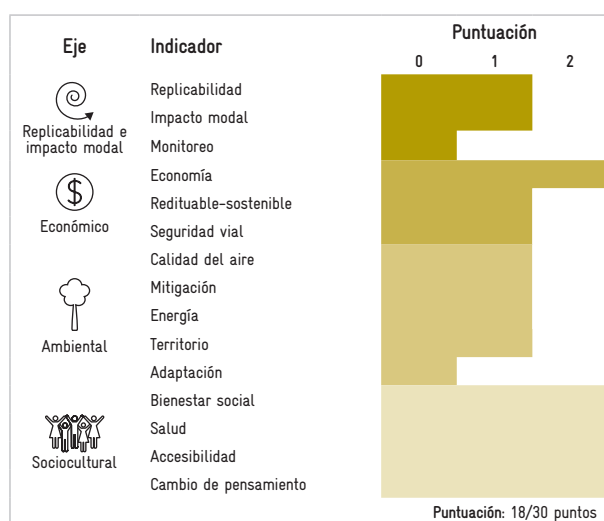 Eje
Indicador
Puntuación
0 1 2
Replicabilidad e
impacto modal
Replicabilidad
Impacto modal
Monitoreo
$
Económico
Economía
Redituable-sostenible
Seguridad vial
Ambiental
Calidad del aire
Mitigación
Energía
Territorio
Adaptación
Sociocultural
Bienestar social
Salud
Accesibilidad
Cambio de pensamiento
Puntuación: 18/30 puntos